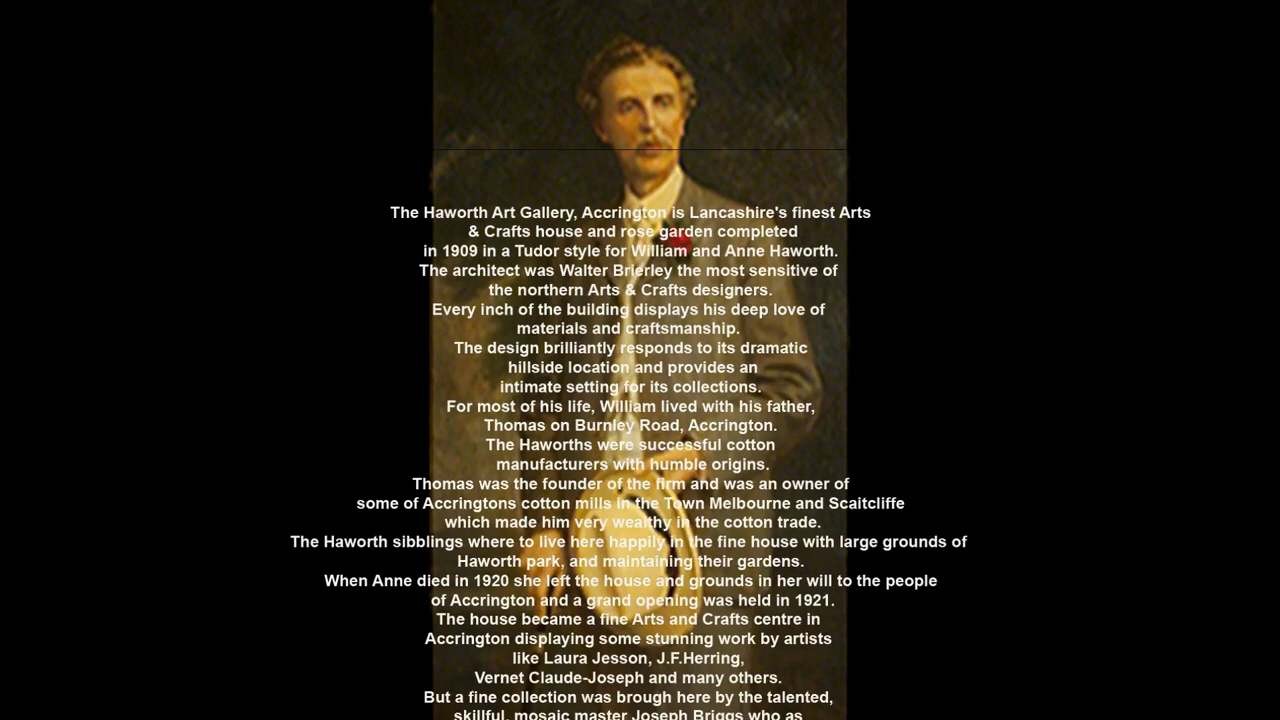 The Haworth Art Gallery, Accrington is Lancashire's finest Arts
& Crafts house and rose garden completed
in 1909 in a Tudor style for William and Anne Haworth.
The architect was Walter Brierley the most sensitive of
the northern Arts & Crafts designers.
Every inch of the building displays his deep love of
materials and craftsmanship.
The design brilliantly responds to its dramatic
hillside location and provides an
intimate setting for its collections.
For most of his life, William lived with his father,
Thomas on Burnley Road, Accrington.
The Haworths were successful cotton
manufacturers with humble origins.
Thomas was the founder of the firm and was an owner of
some of Accringtons cotton mills in the Town Melbourne and Scaitcliffe
which made him very wealthy in the cotton trade.
The Haworth sibblings where to live here happily in the fine house with large grounds of
Haworth park, and maintaining their gardens.
When Anne died in 1920 she left the house and grounds in her will to the people
of Accrington and a grand opening was held in 1921.
The house became a fine Arts and Crafts centre in
Accrington displaying some stunning work by artists
like Laura Jesson, J.F.Herring,
Vernet Claude-Joseph and many others.
But a fine collection was brough here by the talented,
skillful, mosaic master Joseph Briggs who as